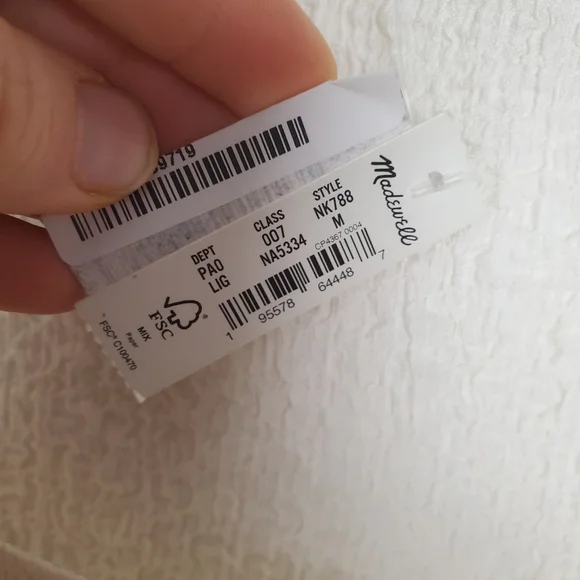 9719
Madewell
DEPT CLASS STYLE
PAO 007 NK788
LIG NA5334 M
CP4367 0004
1 95578 64448 7
FSC®
MIX
Paper
FSC® C100470